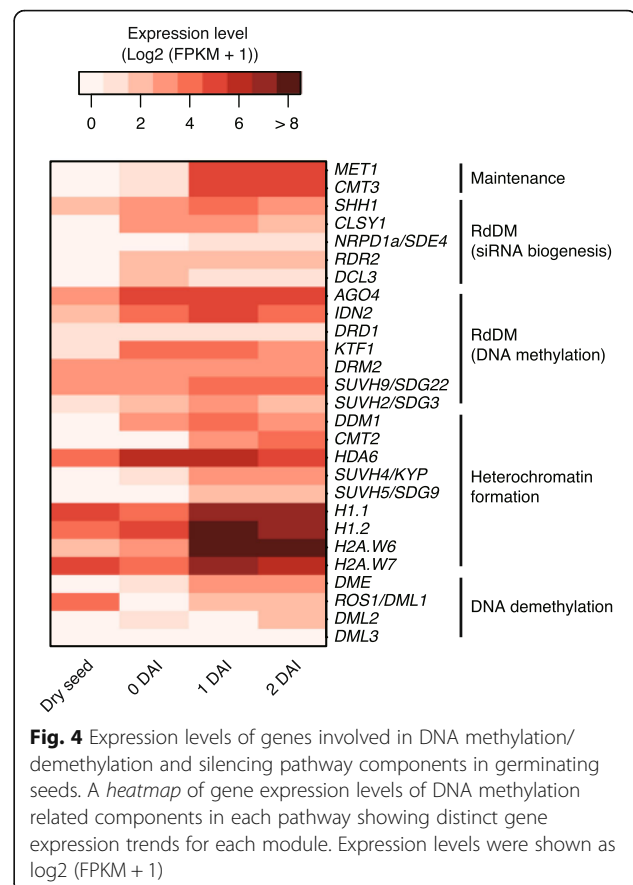 Expression level
(Log2 (FPKM + 1))
0 2 4 6 > 8
MET1
CMT3
Maintenance
SHH1
CLSY1
NRPD1a/SDE4
RDR2
DCL3
RdDM
(siRNA biogenesis)
AGO4
IDN2
DRD1
KTF1
DRM2
SUVH9/SDG22
SUVH2/SDG3
RdDM
(DNA methylation)
DDM1
CMT2
HDA6
SUVH4/KYP
SUVH5/SDG9
H1.1
H1.2
H2A.W6
H2A.W7
Heterochromatin
formation
DME
ROS1/DML1
DML2
DML3
DNA demethylation
Dry seed
0 DAI
1 DAI
2 DAI
Fig. 4 Expression levels of genes involved in DNA methylation/
demethylation and silencing pathway components in germinating
seeds. A heatmap of gene expression levels of DNA methylation
related components in each pathway showing distinct gene
expression trends for each module. Expression levels were shown as
log2 (FPKM + 1)